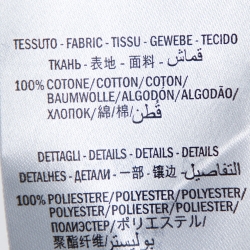 TESSUTO - FABRIC - TISSU - GEWEBE - TECIDO
ТКАНЬ - 表地 - 面料 - قماش
100% COTONE/COTTON/COTON/
BAUMWOLLE/ALGODÓN/ALGODÃO/
ХЛОПОК/綿/棉/ قُطن
DETTAGLI - DETAILS - DETAILS - DETAILS
DETALHES - ДЕТАЛИ - 一部 - 镶边 - التفاصيل
100% POLIESTERE/POLYESTER/POLYESTER/
POLYESTER/POLIÉSTER/POLIÉSTER/
ПОЛИЭСТЕР/ポリエステル/
聚酯纤维/ بوليستر